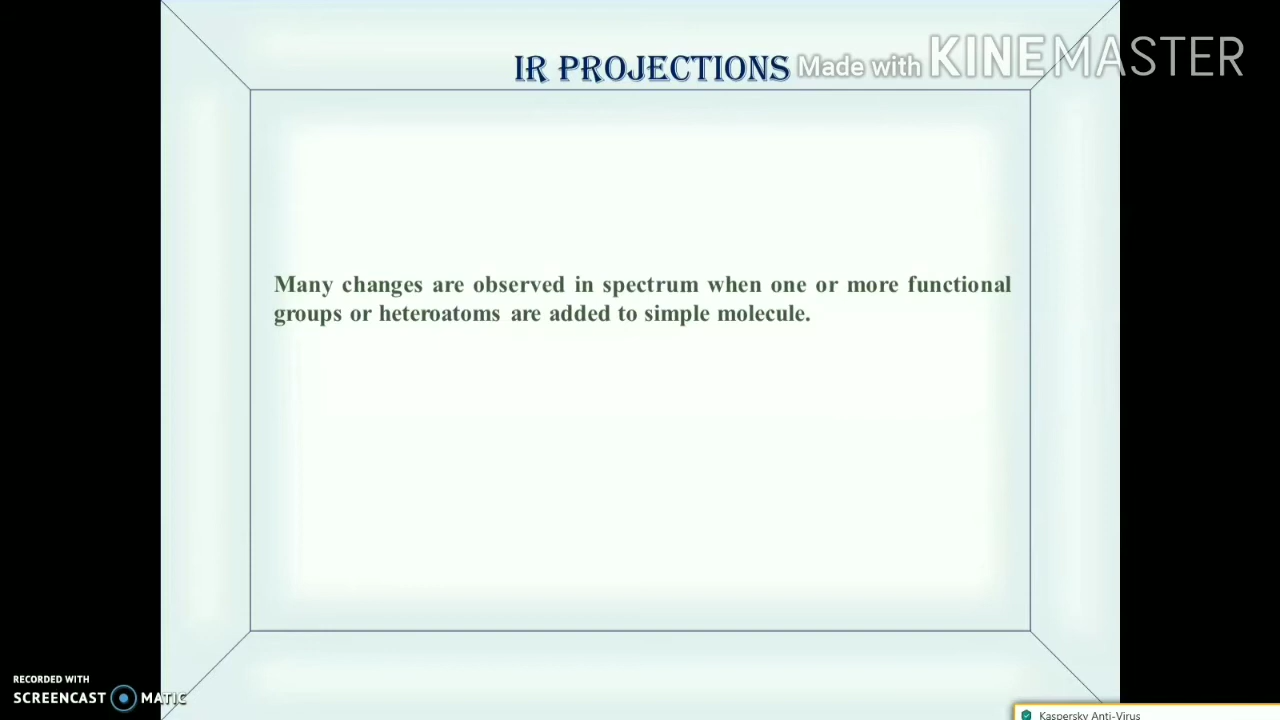 IR PROJECTIONS
Made with KINEMASTER
Many changes are observed in spectrum when one or more functional
groups or heteroatoms are added to simple molecule.
RECORDED WITH
SCREENCAST MATIC
Kaspersky Anti-Virus